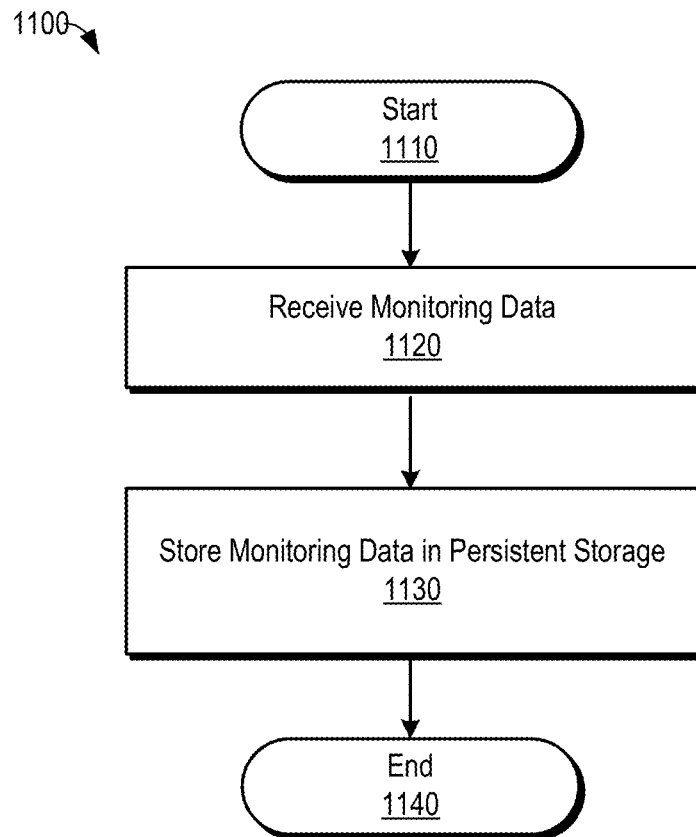 1100
Start
1110
Receive Monitoring Data
1120
Store Monitoring Data in Persistent Storage
1130
End
1140